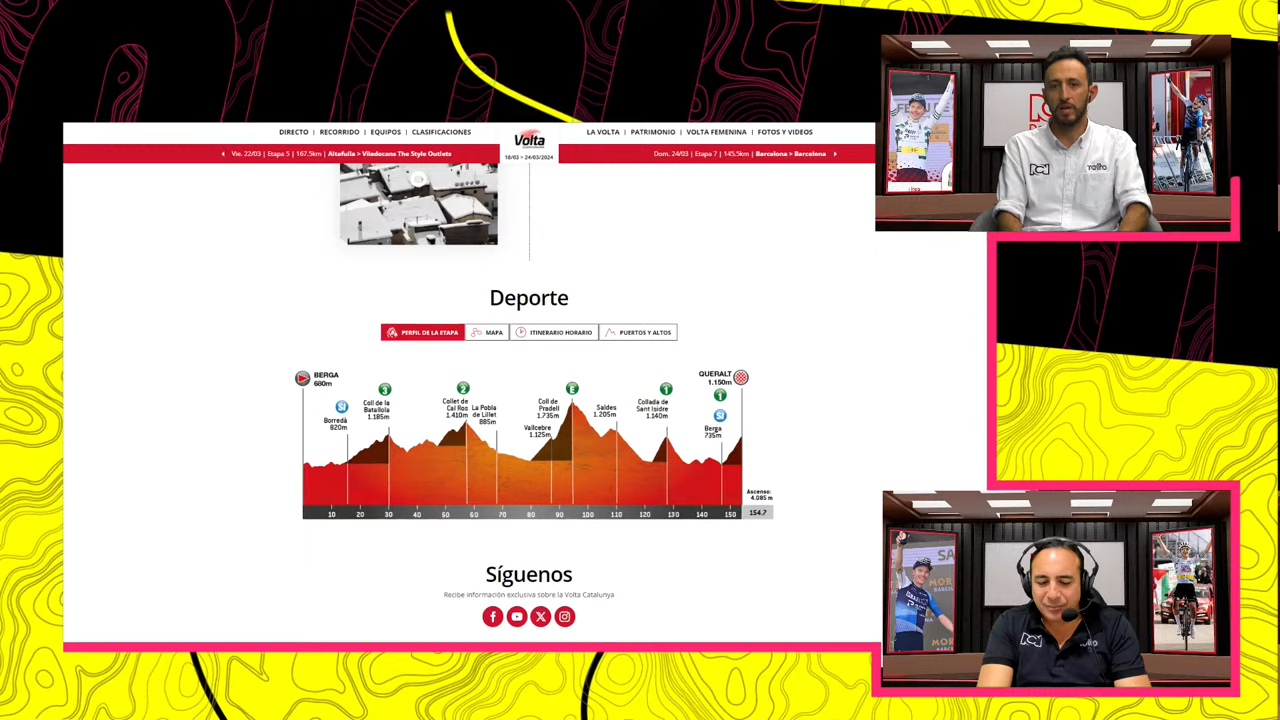 DIRECTO | RECORRIDO | EQUIPOS | CLASIFICACIONES
Volta
18/03 > 24/03/2024
LA VOLTA | PATRIMONIO | VOLTA FEMENINA | FOTOS Y VIDEOS
Vie. 22/03 | Etapa 5 | 167.5km | Altafulla > Viladecans The Style Outlets
Dom. 24/03 | Etapa 7 | 145.5km | Barcelona > Barcelona
Deporte
PERFIL DE LA ETAPA
MAPA
ITINERARIO HORARIO
PUERTOS Y ALTOS
BERGA
680m
Borredà
820m
3
Coll de la
Batallola
1.185m
2
Collet de
Cal Ros
1.410m
La Pobla
de Lillet
885m
E
Coll de
Pradell
1.735m
Vallcebre
1.125m
Saldes
1.205m
1
Collada de
Sant Isidre
1.140m
QUERALT
1.150m
1
Berga
735m
Ascenso:
4.085 m
10 20 30 40 50 60 70 80 90 100 110 120 130 140 150 154.7
Síguenos
Recibe información exclusiva sobre la Volta Catalunya